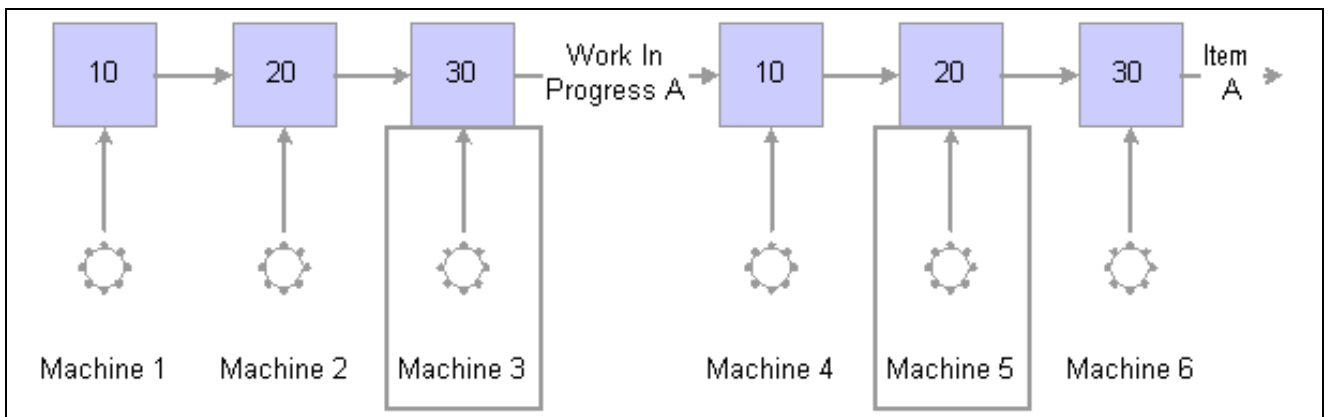 10
20
30
Work In
Progress A
10
20
30
Item
A
Machine 1
Machine 2
Machine 3
Machine 4
Machine 5
Machine 6